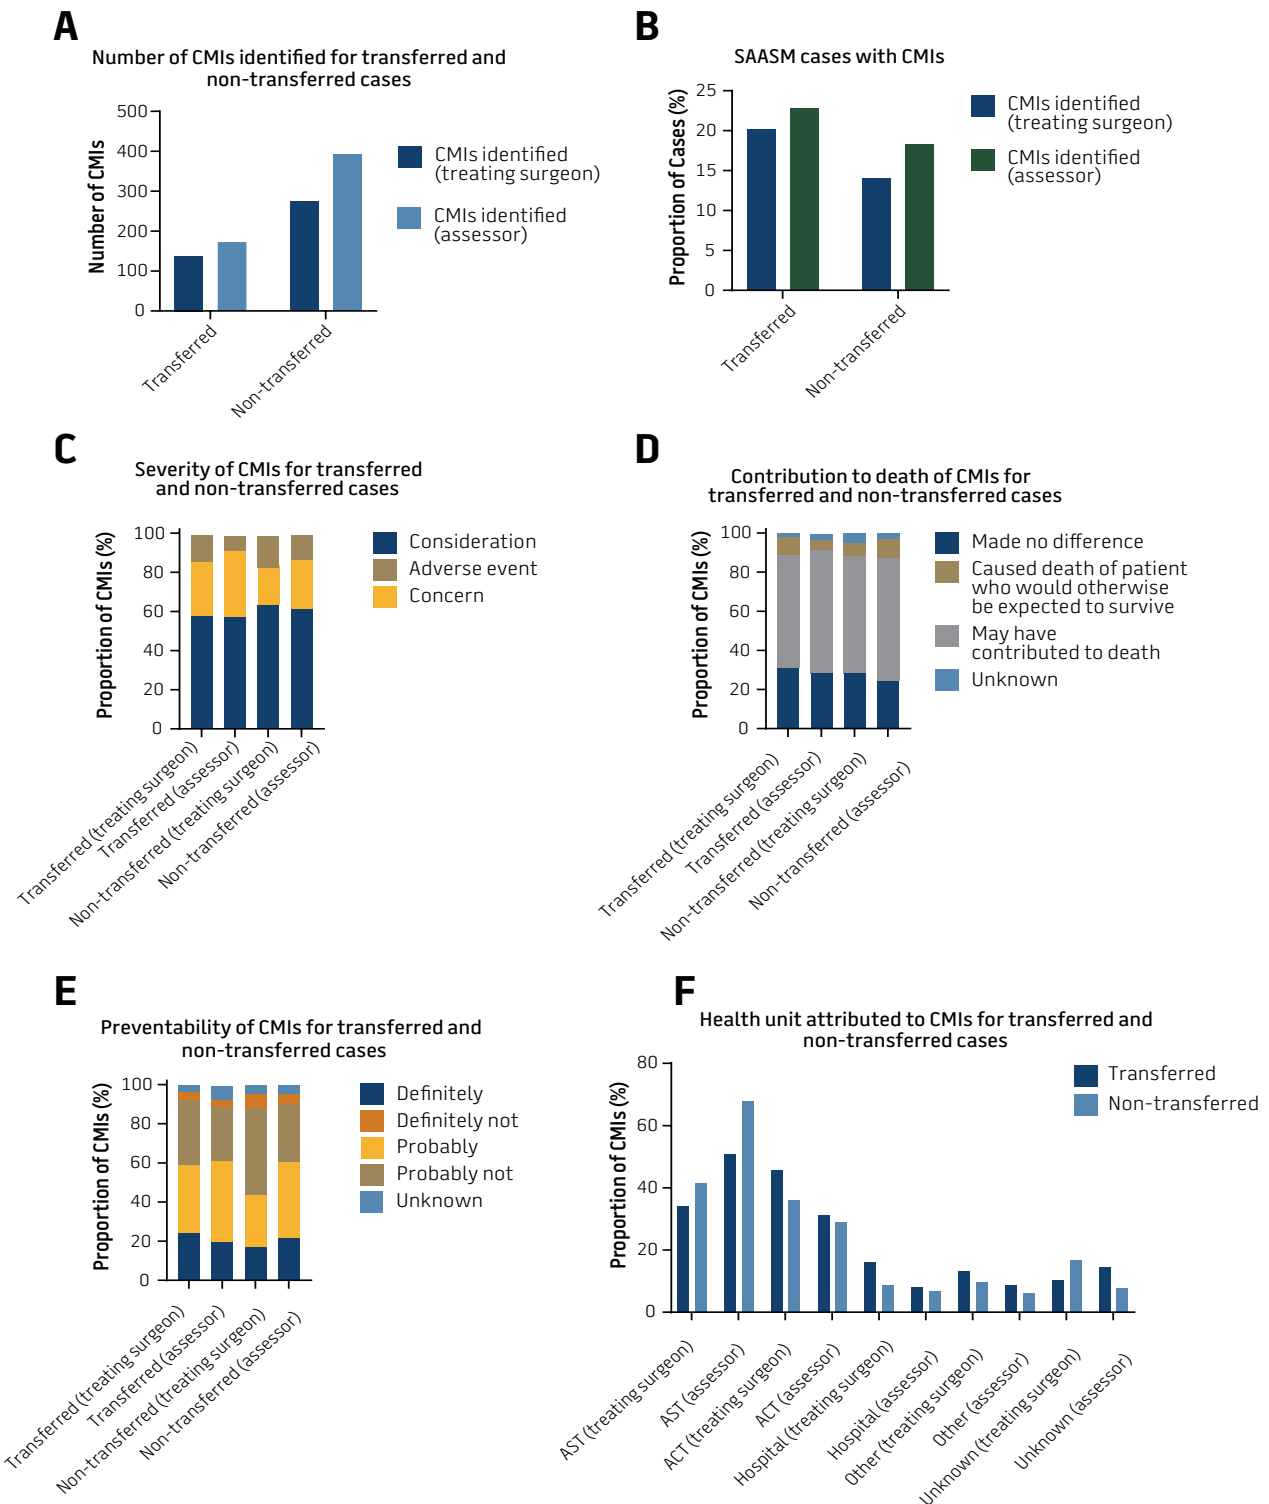 A
Number of CMIs identified for transferred and
non-transferred cases
Number of CMIs
500
400
300
200
100
0
Transferred
Non-transferred
CMIs identified
(treating surgeon)
CMIs identified
(assessor)
B
SAASM cases with CMIs
Proportion of Cases (%)
25
20
15
10
5
0
Transferred
Non-transferred
CMIs identified
(treating surgeon)
CMIs identified
(assessor)
C
Severity of CMIs for transferred
and non-transferred cases
Proportion of CMIs (%)
100
80
60
40
20
0
Transferred (treating surgeon)
Transferred (assessor)
Non-transferred (treating surgeon)
Non-transferred (assessor)
Consideration
Adverse event
Concern
D
Contribution to death of CMIs for
transferred and non-transferred cases
Proportion of CMIs (%)
100
80
60
40
20
0
Transferred (treating surgeon)
Transferred (assessor)
Non-transferred (treating surgeon)
Non-transferred (assessor)
Made no difference
Caused death of patient
who would otherwise
be expected to survive
May have
contributed to death
Unknown
E
Preventability of CMIs for transferred and
non-transferred cases
Proportion of CMIs (%)
100
80
60
40
20
0
Transferred (treating surgeon)
Transferred (assessor)
Non-transferred (treating surgeon)
Non-transferred (assessor)
Definitely
Definitely not
Probably
Probably not
Unknown
F
Health unit attributed to CMIs for transferred and
non-transferred cases
Proportion of CMIs (%)
80
60
40
20
0
AST (treating surgeon)
AST (assessor)
ACT (treating surgeon)
ACT (assessor)
Hospital (treating surgeon)
Hospital (assessor)
Other (treating surgeon)
Other (assessor)
Unknown (treating surgeon)
Unknown (assessor)
Transferred
Non-transferred